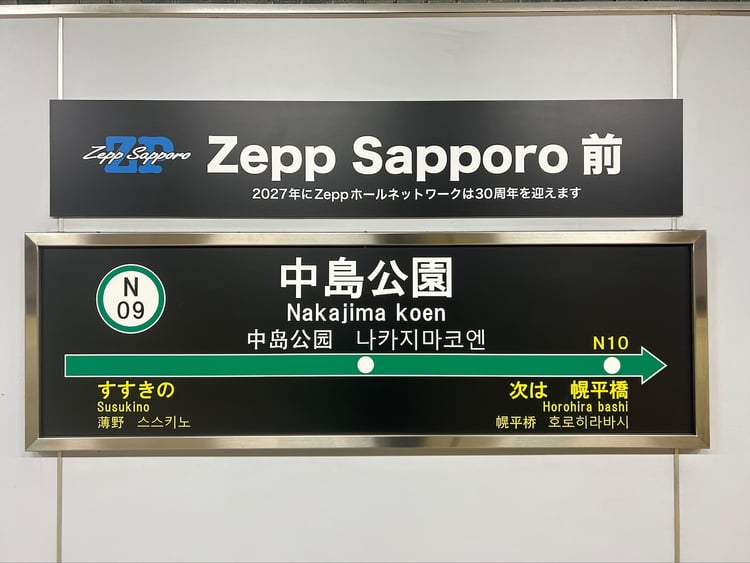 ZP
Zepp Sapporo
Zepp Sapporo 前
2027年にZeppホールネットワークは30周年を迎えます
N
09
中島公園
Nakajima koen
中岛公园 나카지마코엔
N10
すすきの
Susukino
薄野 스스키노
次は 幌平橋
Horohira bashi
幌平桥 호로히라바시